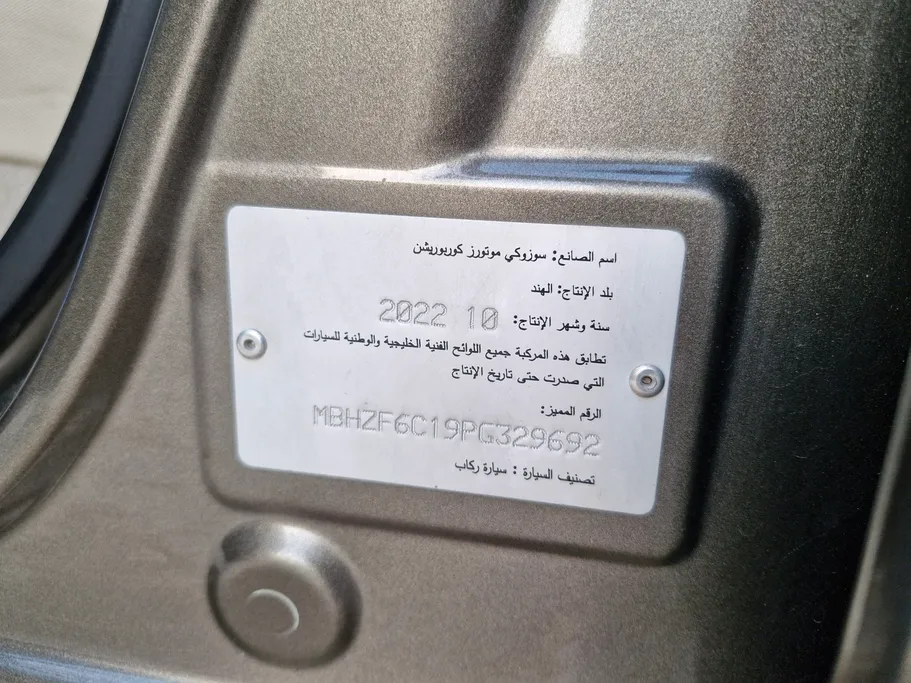 اسم الصانع: سوزوكي موتورز كوربوريشن
بلد الإنتاج: الهند
سنة وشهر الإنتاج: 10 2022
تطابق هذه المركبة جميع اللوائح الفنية الخليجية والوطنية للسيارات
التي صدرت حتى تاريخ الإنتاج
الرقم المميز:
MBHZF6C19PG329692
تصنيف السيارة : سيارة ركاب